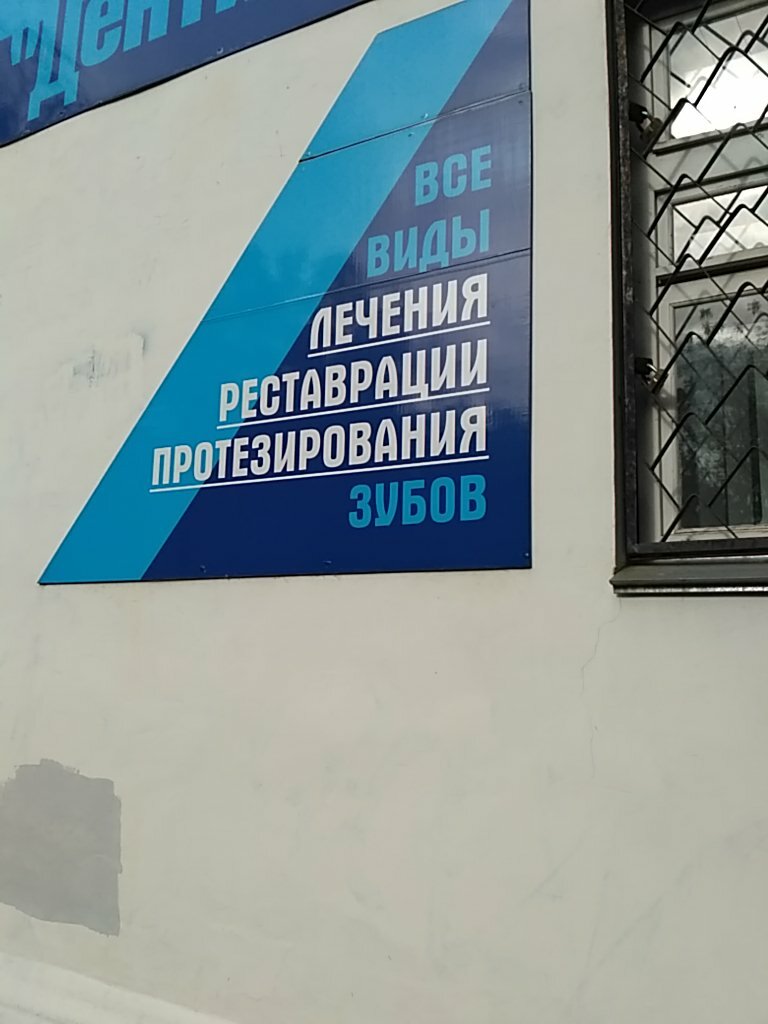 ВСЕ
ВИДЫ
ЛЕЧЕНИЯ
РЕСТАВРАЦИИ
ПРОТЕЗИРОВАНИЯ
ЗУБОВ